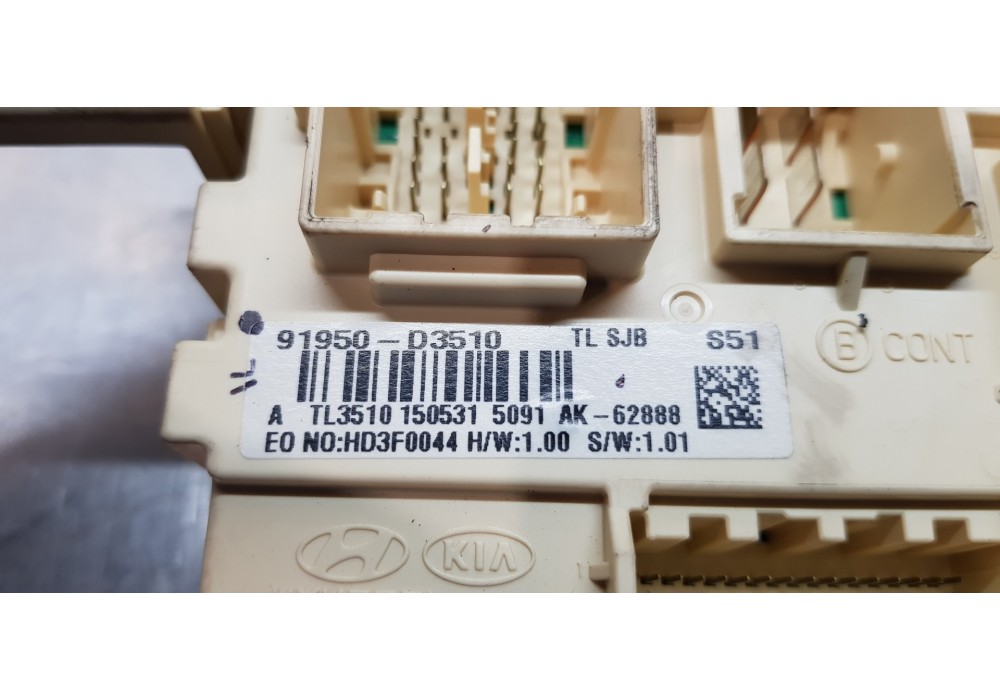 91950-D3510 TL SJB S51
A TL3510 150531 5091 AK-62888
EO NO:HD3F0044 H/W:1.00 S/W:1.01
B CONT
KIA